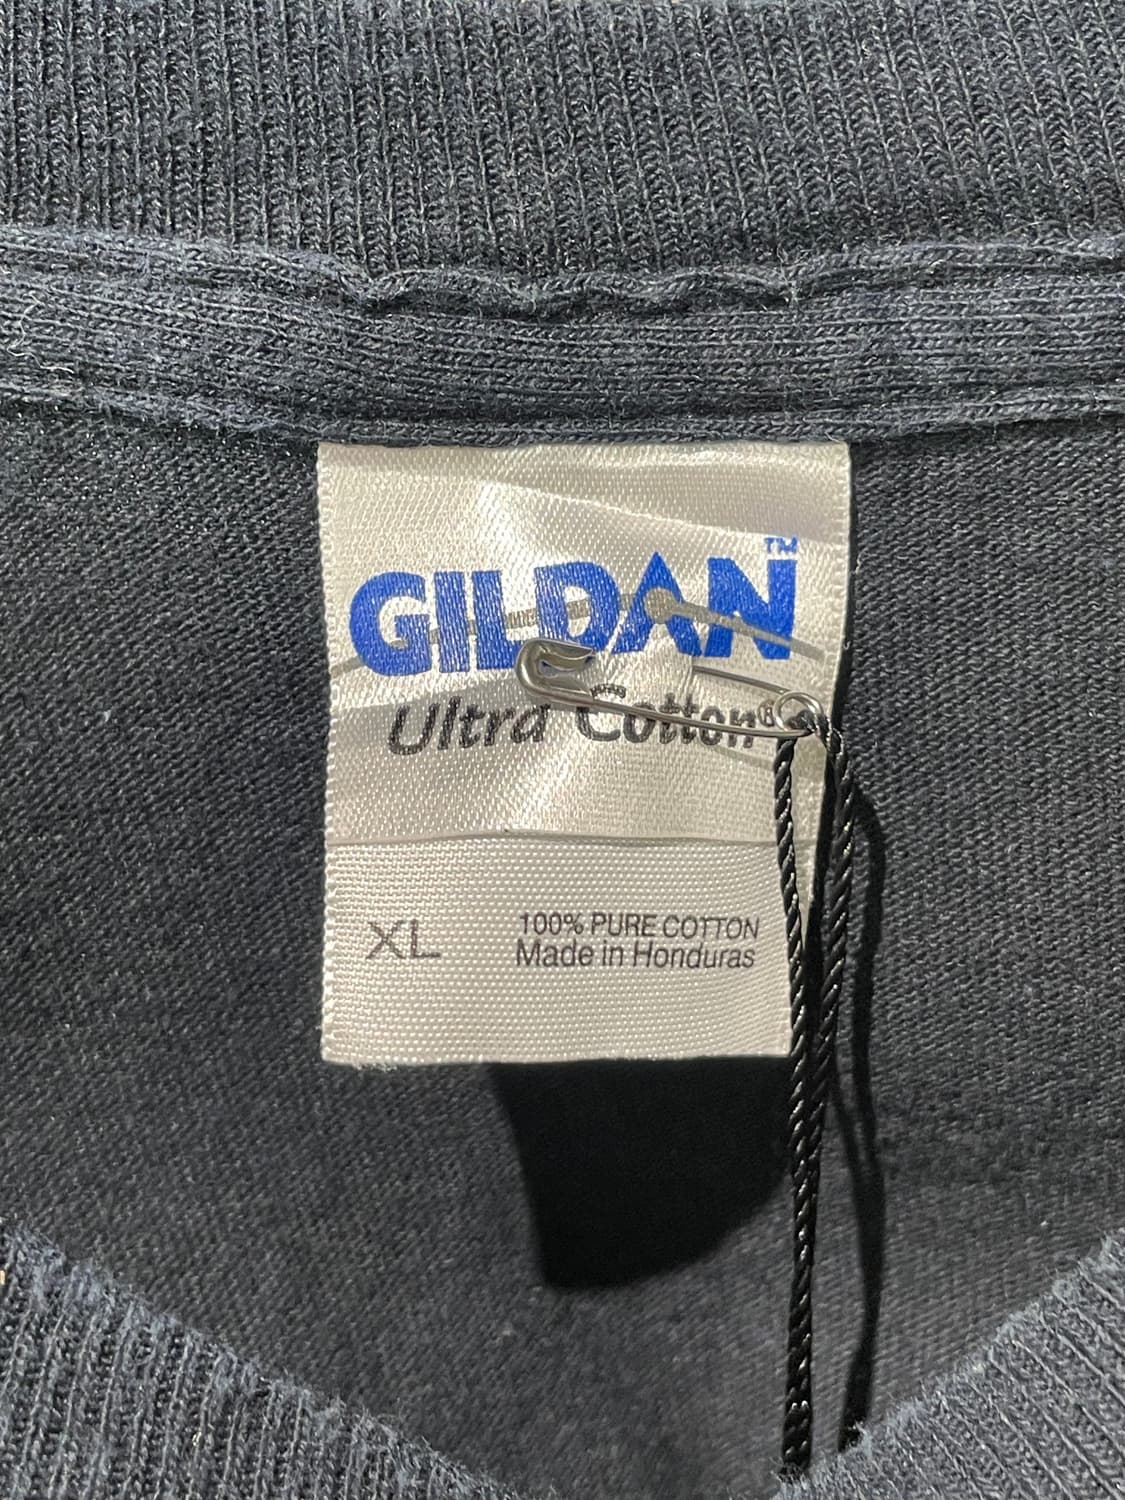 GILDAN™
Ultra Cotton®
XL
100% PURE COTTON
Made in Honduras